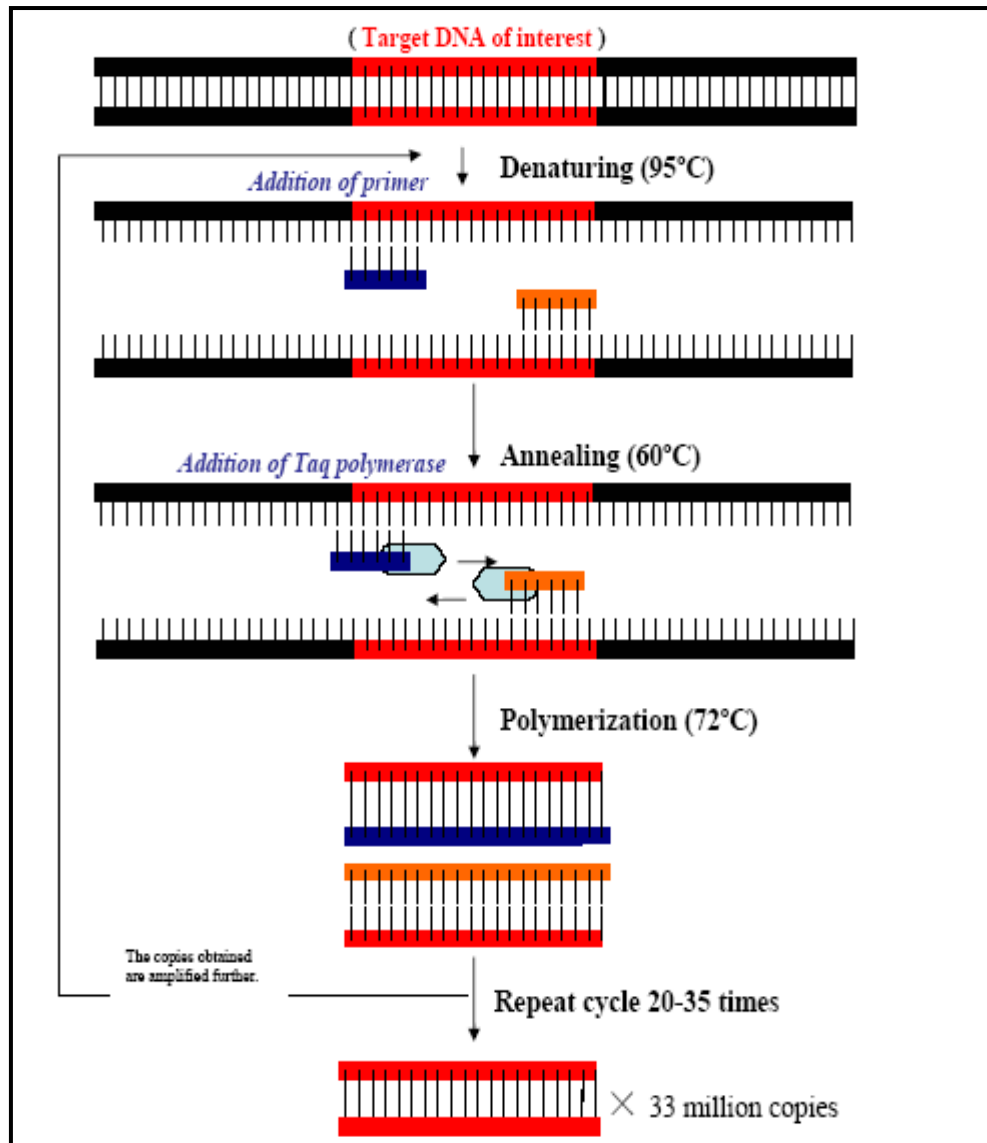 ( Target DNA of interest )
Denaturing (95°C)
Addition of primer
Annealing (60°C)
Addition of Taq polymerase
Polymerization (72°C)
The copies obtained
are amplified further.
Repeat cycle 20-35 times
× 33 million copies